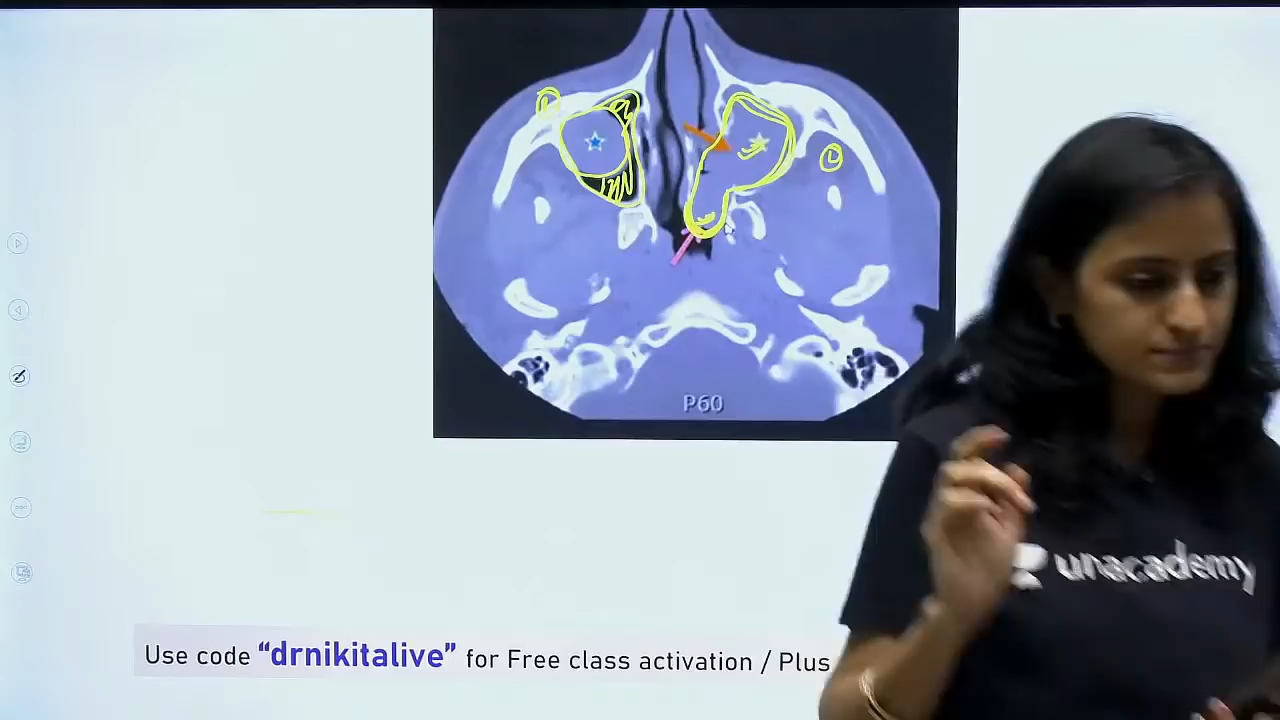 P60
unacademy
Use code “drnikitalive” for Free class activation / Plus